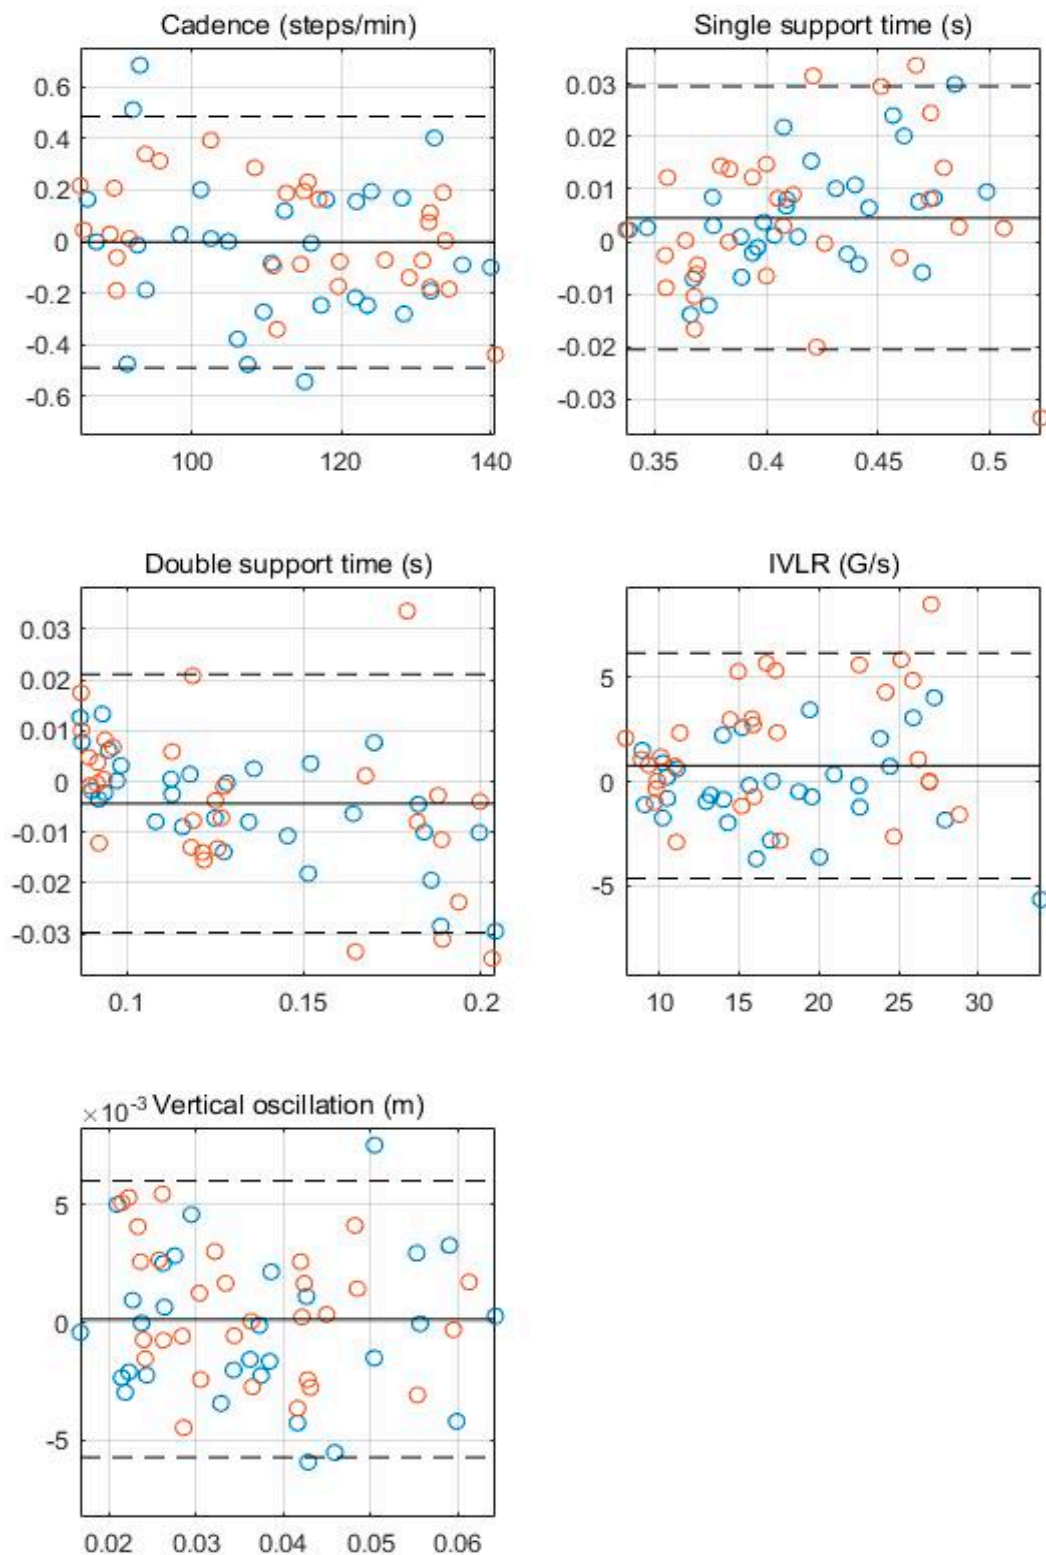 Cadence (steps/min)
0.6
0.4
0.2
0
-0.2
-0.4
-0.6
100 120 140
Single support time (s)
0.03
0.02
0.01
0
-0.01
-0.02
-0.03
0.35 0.4 0.45 0.5
Double support time (s)
0.03
0.02
0.01
0
-0.01
-0.02
-0.03
0.1 0.15 0.2
IVLR (G/s)
5
0
-5
10 15 20 25 30
×10-3 Vertical oscillation (m)
5
0
-5
0.02 0.03 0.04 0.05 0.06